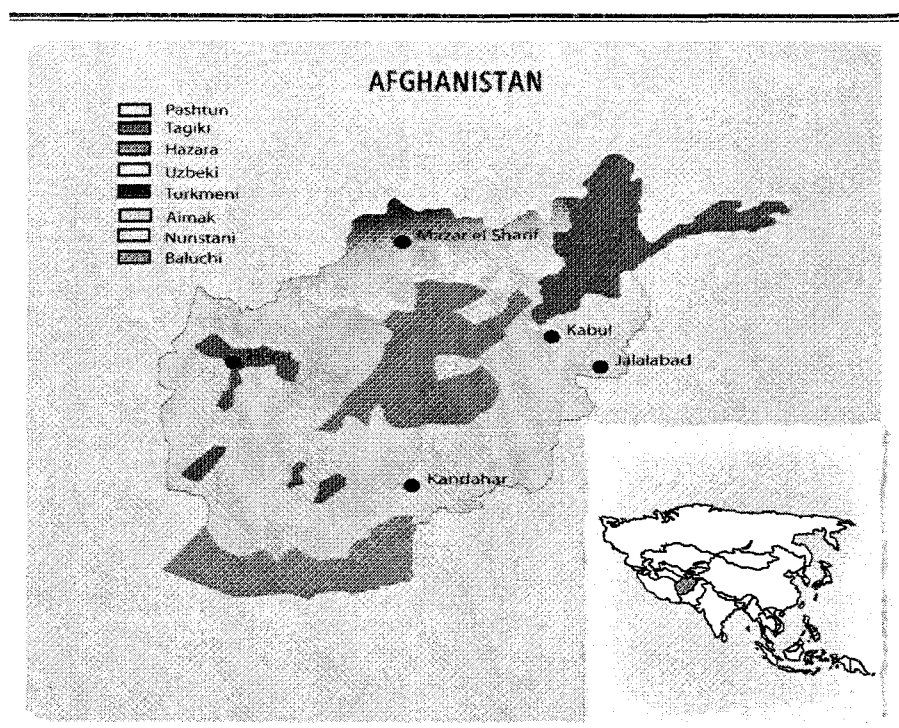 AFGHANISTAN
Pashtun
Tagiki
Hazara
Uzbeki
Turkmeni
Aimak
Nuristani
Baluchi
Mazar el Sharif
Kabul
Jalalabad
Kandahar